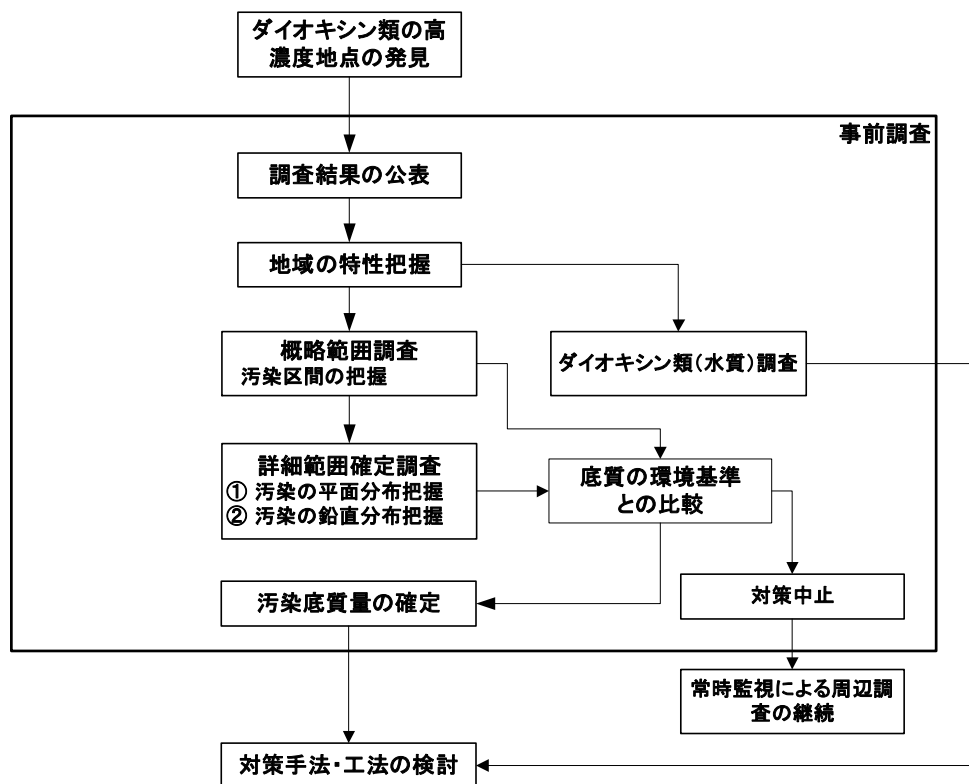 ダイオキシン類の高
濃度地点の発見
事前調査
調査結果の公表
地域の特性把握
概略範囲調査
汚染区間の把握
ダイオキシン類（水質）調査
詳細範囲確定調査
① 汚染の平面分布把握
② 汚染の鉛直分布把握
底質の環境基準
との比較
汚染底質量の確定
対策中止
常時監視による周辺調
査の継続
対策手法・工法の検討